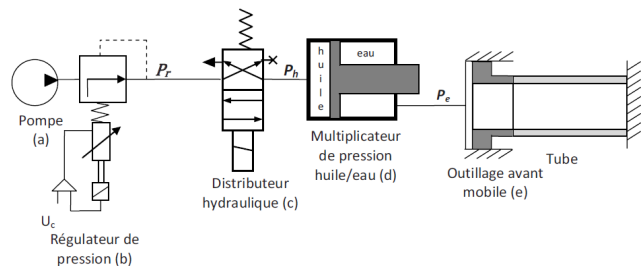 huile
eau
Pr
Ph
Pe
Pompe
(a)
Multiplicateur
de pression
huile/eau (d)
Tube
Distributeur
hydraulique (c)
Outillage avant
mobile (e)
Uc
Régulateur de
pression (b)